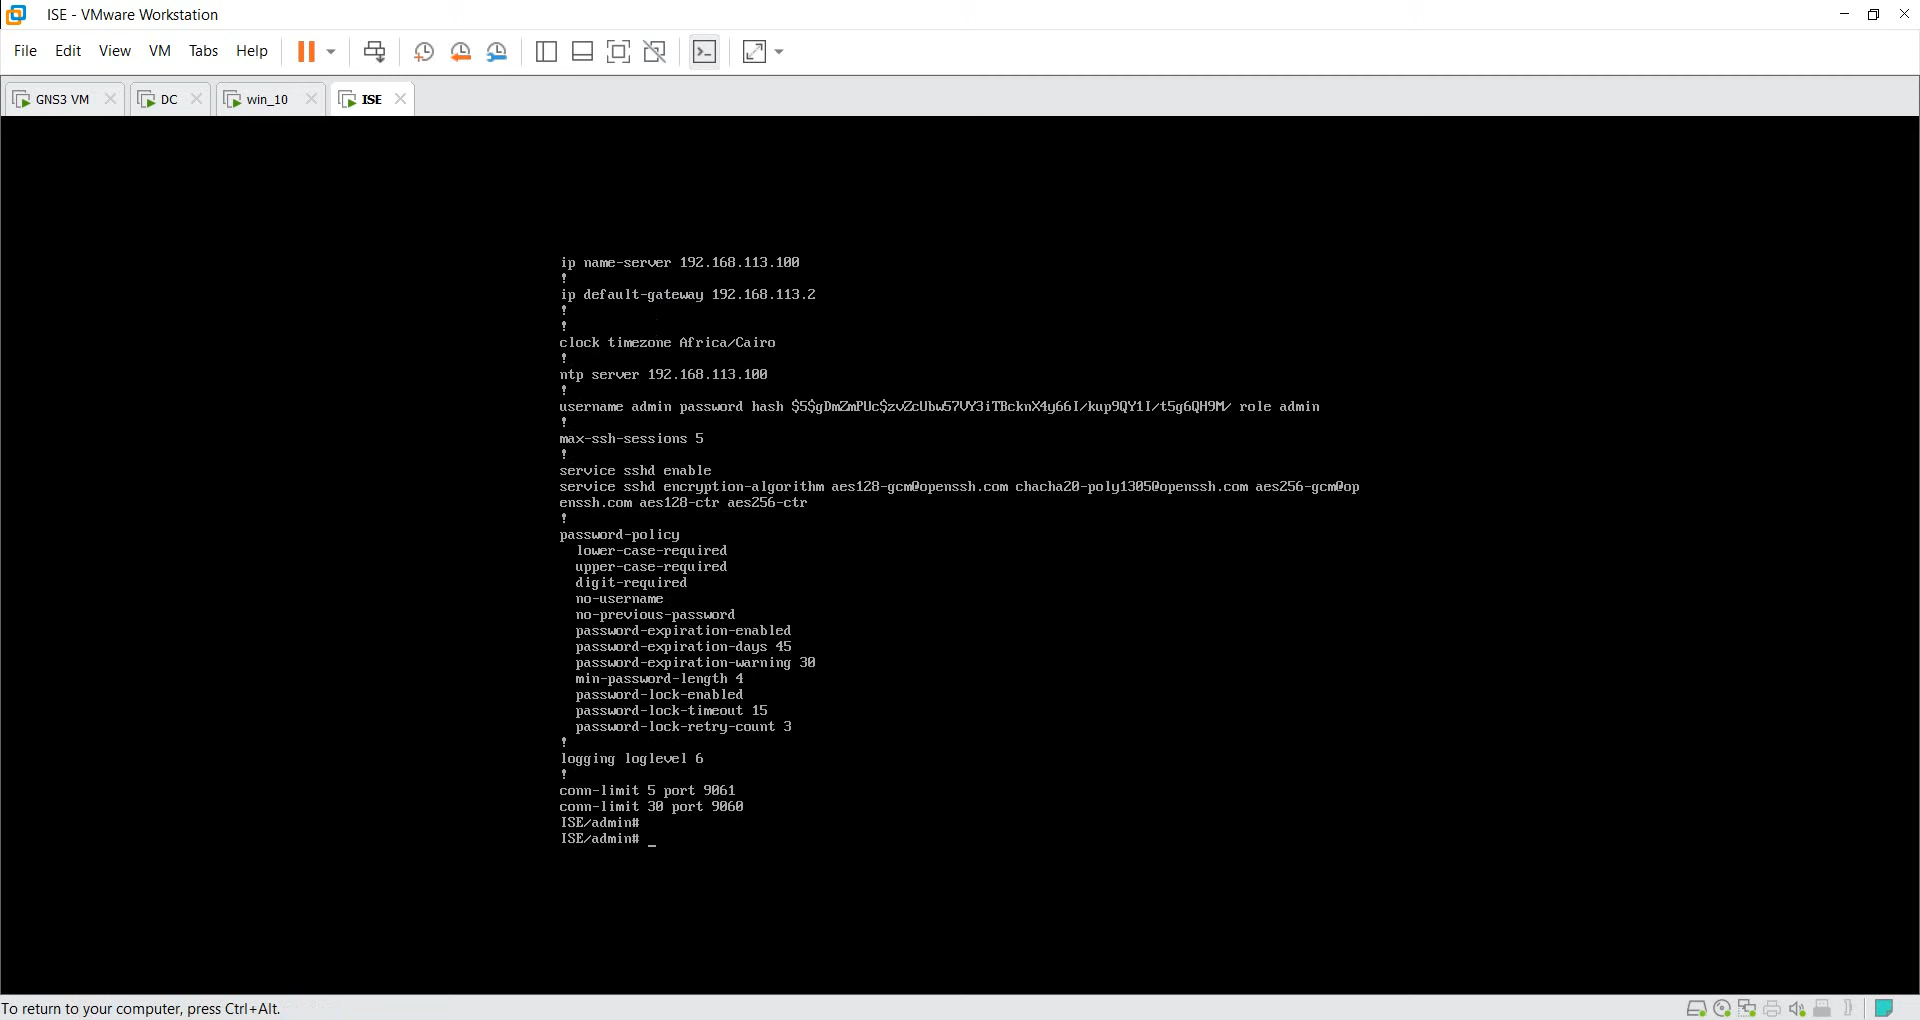 ISE - VMware Workstation
File Edit View VM Tabs Help
GNS3 VM DC win_10 ISE
ip name-server 192.168.113.100
!
ip default-gateway 192.168.113.2
!
!
clock timezone Africa/Cairo
!
ntp server 192.168.113.100
!
username admin password hash $5$gDmZmPUc$zvZcUbw57VY3iTBcknX4y66I/kup9QY1I/t5g6QH9M/ role admin
!
max-ssh-sessions 5
!
service sshd enable
service sshd encryption-algorithm aes128-gcm@openssh.com chacha20-poly1305@openssh.com aes256-gcm@op
enssh.com aes128-ctr aes256-ctr
!
password-policy
lower-case-required
upper-case-required
digit-required
no-username
no-previous-password
password-expiration-enabled
password-expiration-days 45
password-expiration-warning 30
min-password-length 4
password-lock-enabled
password-lock-timeout 15
password-lock-retry-count 3
!
logging loglevel 6
!
conn-limit 5 port 9061
conn-limit 30 port 9060
ISE/admin#
ISE/admin# _
To return to your computer, press Ctrl+Alt.